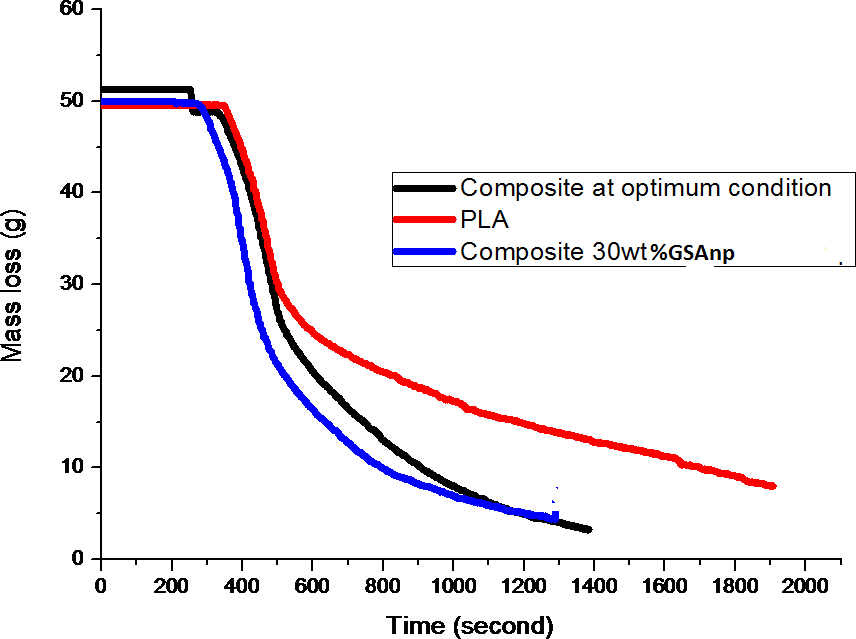 60
50
40
30
20
10
0
Mass loss (g)
Composite at optimum condition
PLA
Composite 30wt%GSAnp
0 200 400 600 800 1000 1200 1400 1600 1800 2000
Time (second)